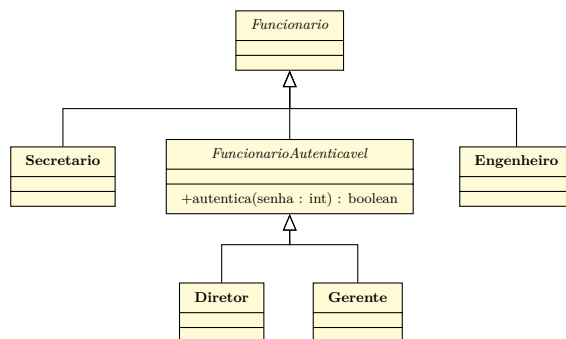 Funcionario
Secretario
FuncionarioAutenticavel
+autentica(senha : int) : boolean
Engenheiro
Diretor
Gerente